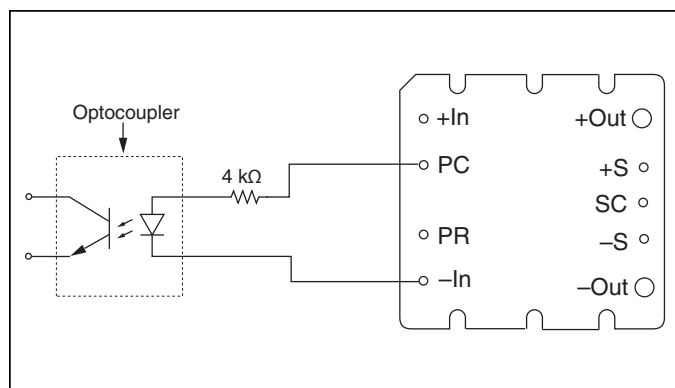 Optocoupler
4 kΩ
+In
PC
PR
–In
+Out
+S
SC
–S
–Out